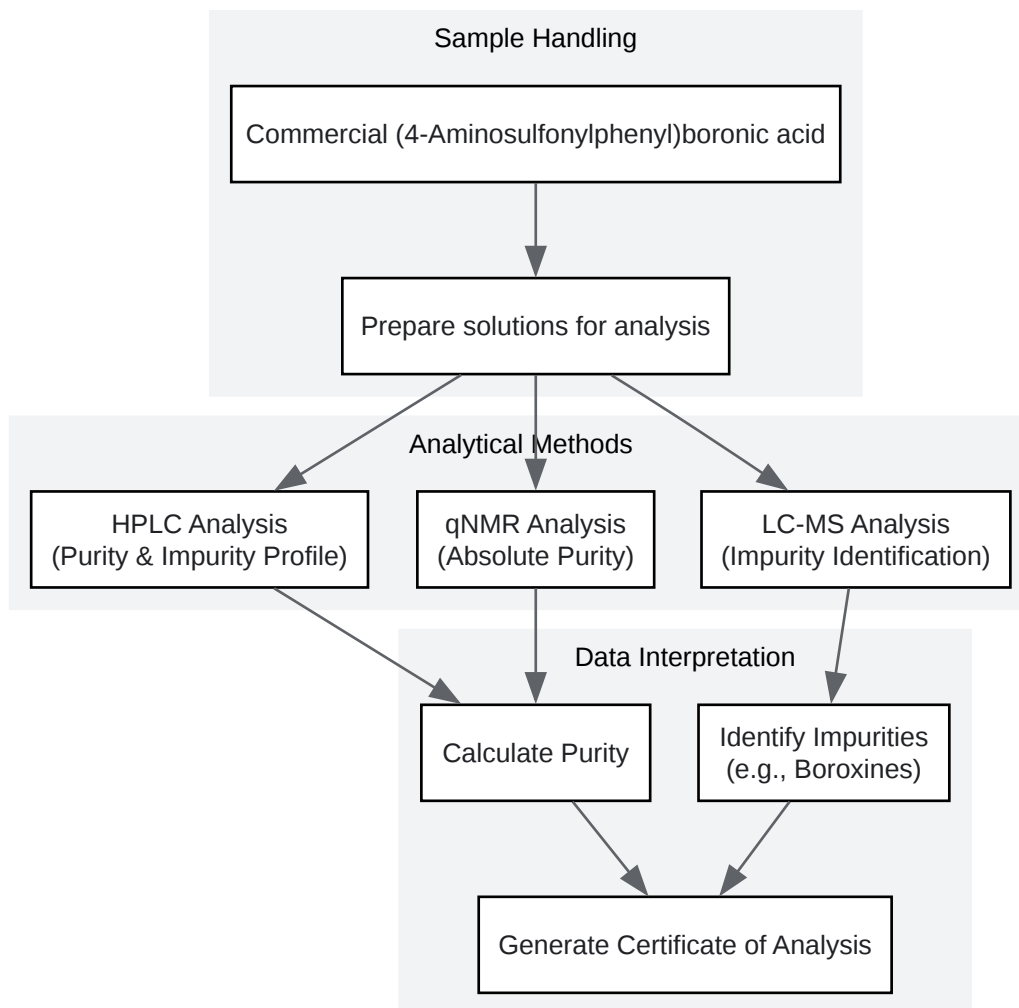 Sample Handling
Commercial (4-Aminosulfonylphenyl)boronic acid
Prepare solutions for analysis
Analytical Methods
HPLC Analysis
(Purity & Impurity Profile)
qNMR Analysis
(Absolute Purity)
LC-MS Analysis
(Impurity Identification)
Data Interpretation
Calculate Purity
Identify Impurities
(e.g., Boroxines)
Generate Certificate of Analysis